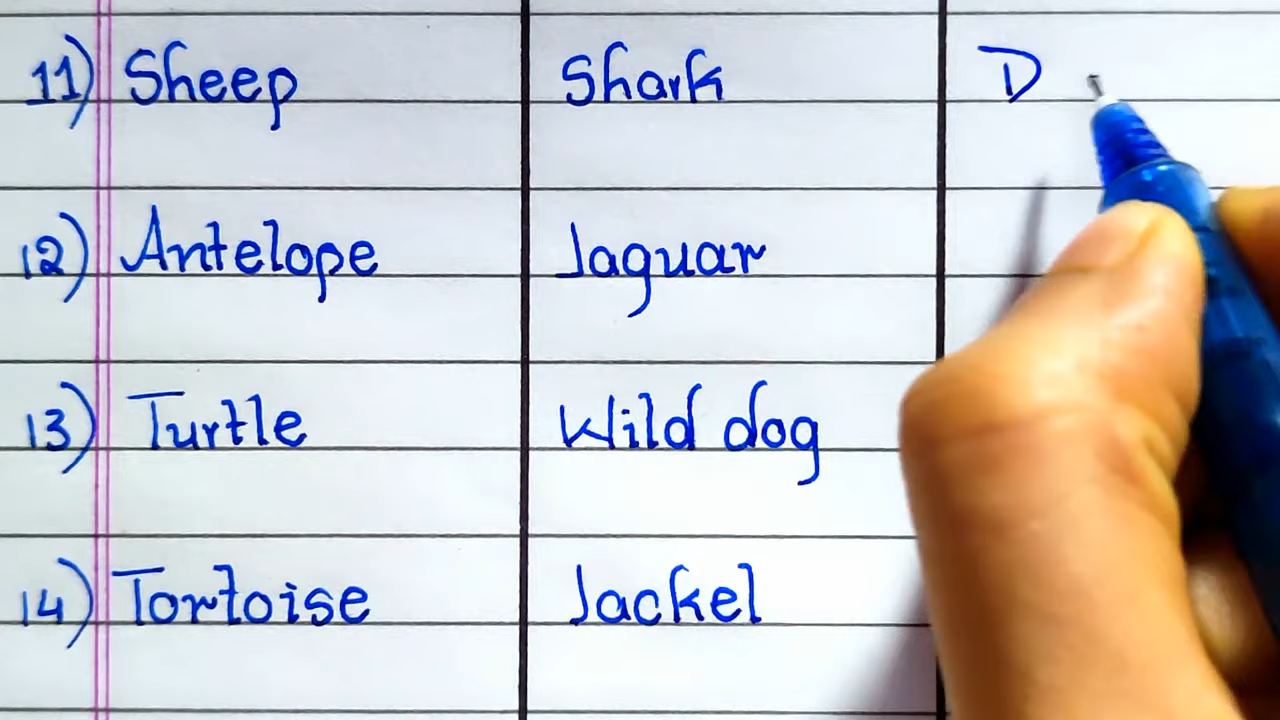 11) Sheep Shark D
12) Antelope Jaguar
13) Turtle Wild dog
14) Tortoise Jackel